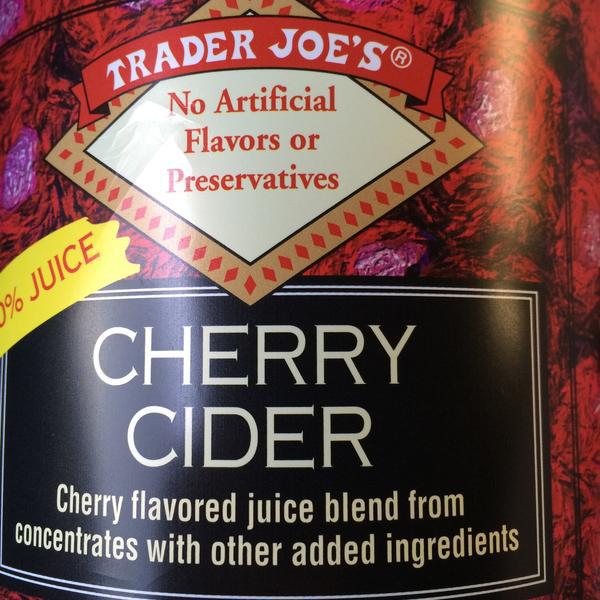 TRADER JOE'S®
No Artificial
Flavors or
Preservatives
0% JUICE
CHERRY
CIDER
Cherry flavored juice blend from
concentrates with other added ingredients